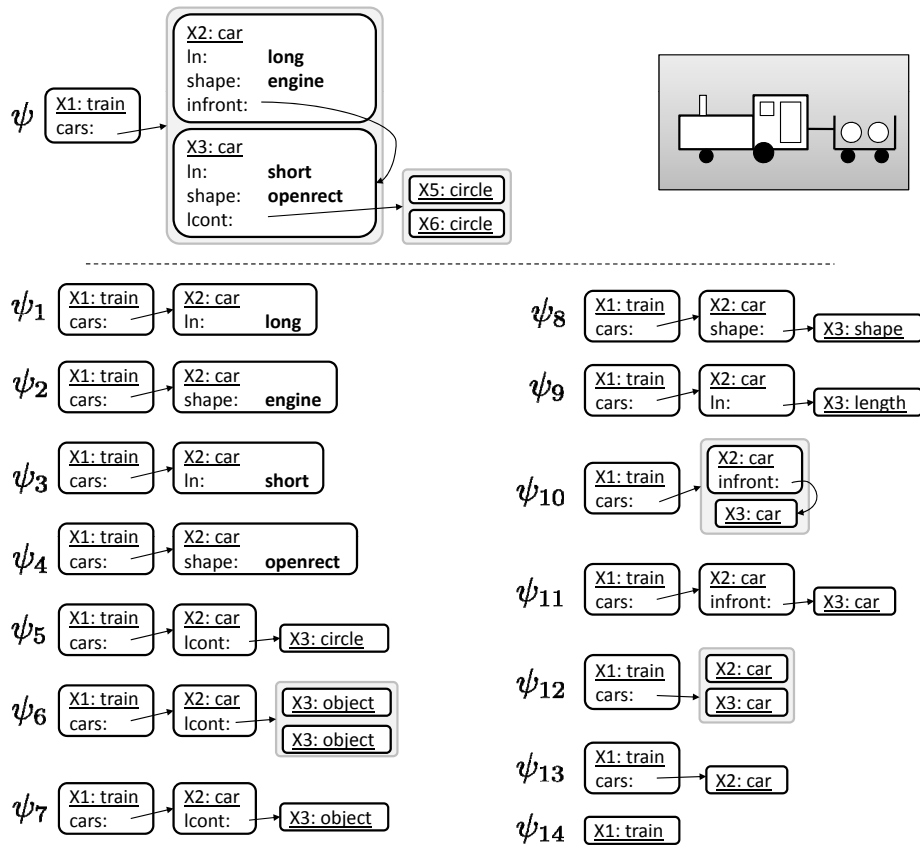 ψ
X1: train
cars:
X2: car
ln: long
shape: engine
infront:
X3: car
ln: short
shape: openrect
lcont:
X5: circle
X6: circle
ψ1
X1: train
cars:
X2: car
ln: long
ψ2
X1: train
cars:
X2: car
shape: engine
ψ3
X1: train
cars:
X2: car
ln: short
ψ4
X1: train
cars:
X2: car
shape: openrect
ψ5
X1: train
cars:
X2: car
lcont:
X3: circle
ψ6
X1: train
cars:
X2: car
lcont:
X3: object
X3: object
ψ7
X1: train
cars:
X2: car
lcont:
X3: object
ψ8
X1: train
cars:
X2: car
shape:
X3: shape
ψ9
X1: train
cars:
X2: car
ln:
X3: length
ψ10
X1: train
cars:
X2: car
infront:
X3: car
ψ11
X1: train
cars:
X2: car
infront:
X3: car
ψ12
X1: train
cars:
X2: car
X3: car
ψ13
X1: train
cars:
X2: car
ψ14
X1: train